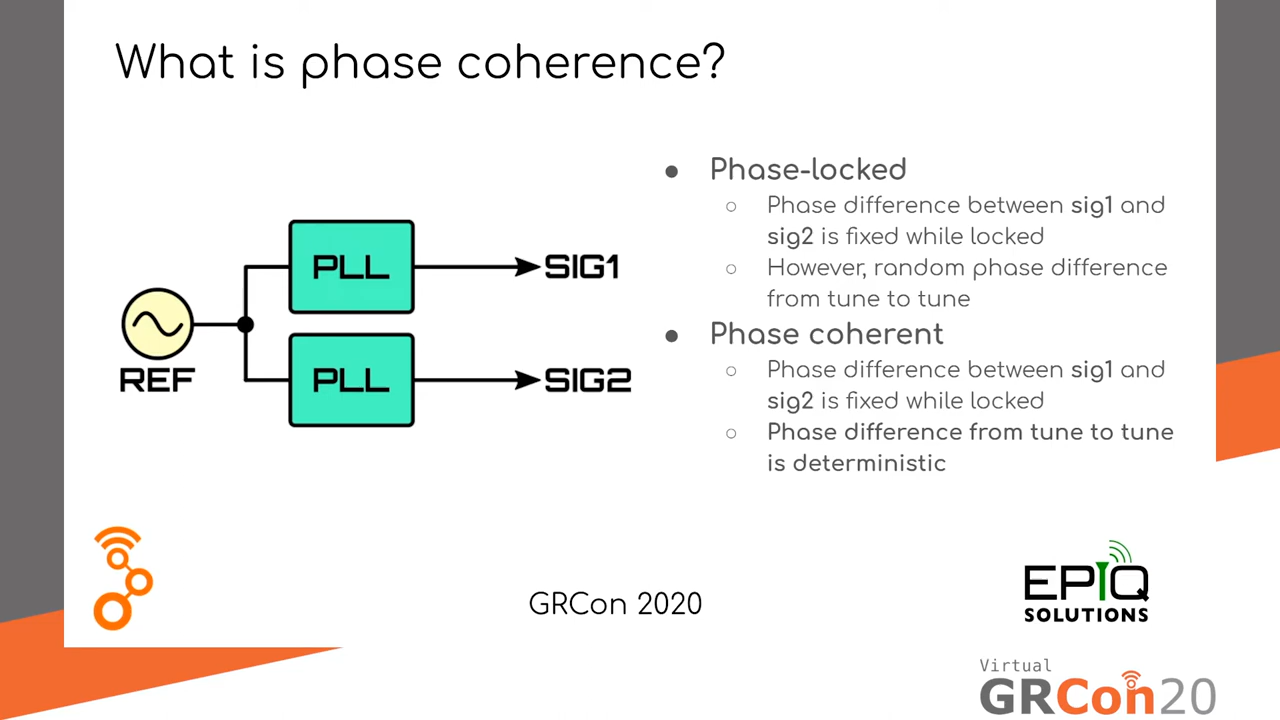 What is phase coherence?
PLL
SIG1
REF
PLL
SIG2
● Phase-locked
○ Phase difference between sig1 and
sig2 is fixed while locked
○ However, random phase difference
from tune to tune
● Phase coherent
○ Phase difference between sig1 and
sig2 is fixed while locked
○ Phase difference from tune to tune
is deterministic
GRCon 2020
EPIQ
SOLUTIONS
Virtual
GRCon20